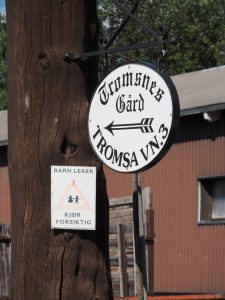 Tromsnes
Gård
TROMSA VN.3
BARN LEKER
KJØR
FORSIKTIG